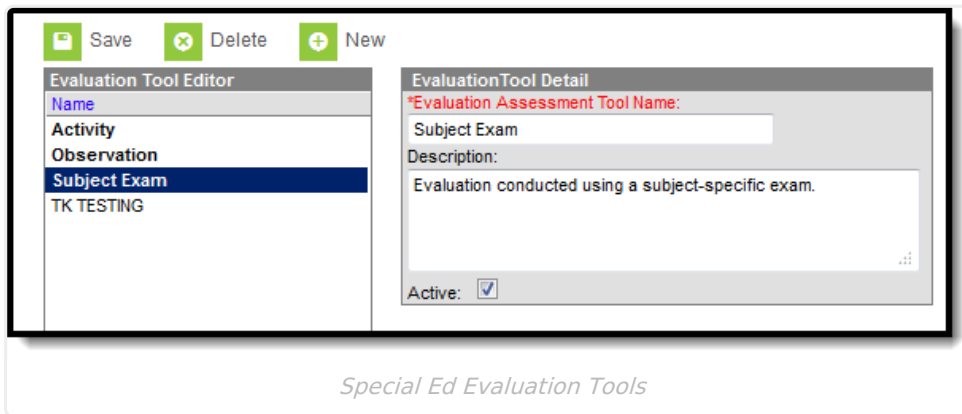 Save Delete New
Evaluation Tool Editor
Name
Activity
Observation
Subject Exam
TK TESTING
EvaluationTool Detail
*Evaluation Assessment Tool Name:
Subject Exam
Description:
Evaluation conducted using a subject-specific exam.
Active:
Special Ed Evaluation Tools